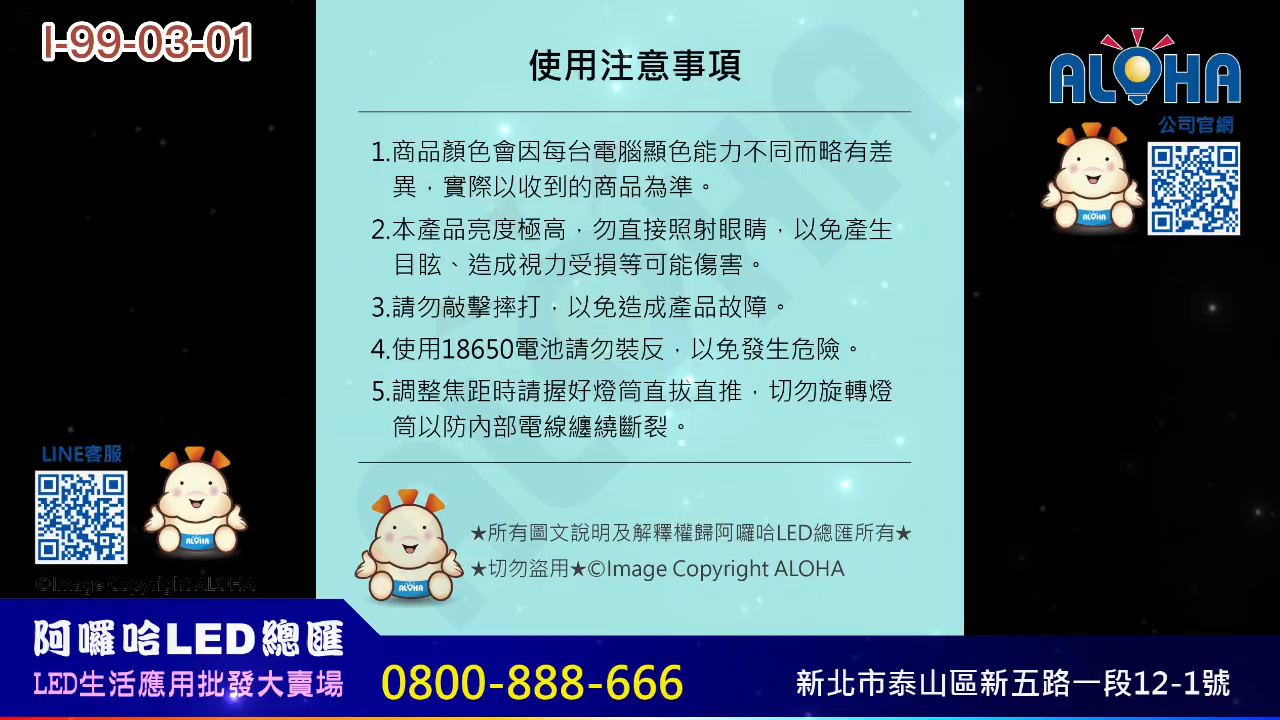 I-99-03-01
使用注意事項
ALOHA
公司官網
1.商品顏色會因每台電腦顯色能力不同而略有差
異，實際以收到的商品為準。
2.本產品亮度極高，勿直接照射眼睛，以免產生
目眩、造成視力受損等可能傷害。
3.請勿敲擊摔打，以免造成產品故障。
4.使用18650電池請勿裝反，以免發生危險。
5.調整焦距時請握好燈筒直拔直推，切勿旋轉燈
筒以防內部電線纏繞斷裂。
ALOHA
LINE客服
ALOHA
©Image Copyright ALOHA
ALOHA
★所有圖文說明及解釋權歸阿囉哈LED總匯所有★
★切勿盜用★©Image Copyright ALOHA
阿囉哈LED總匯
LED生活應用批發大賣場
0800-888-666
新北市泰山區新五路一段12-1號